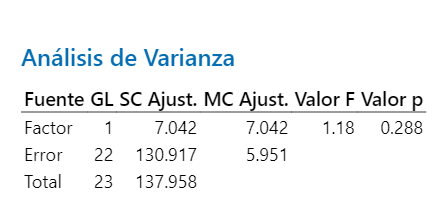 Análisis de Varianza
Fuente GL SC Ajust. MC Ajust. Valor F Valor p
Factor 1 7.042 7.042 1.18 0.288
Error 22 130.917 5.951
Total 23 137.958